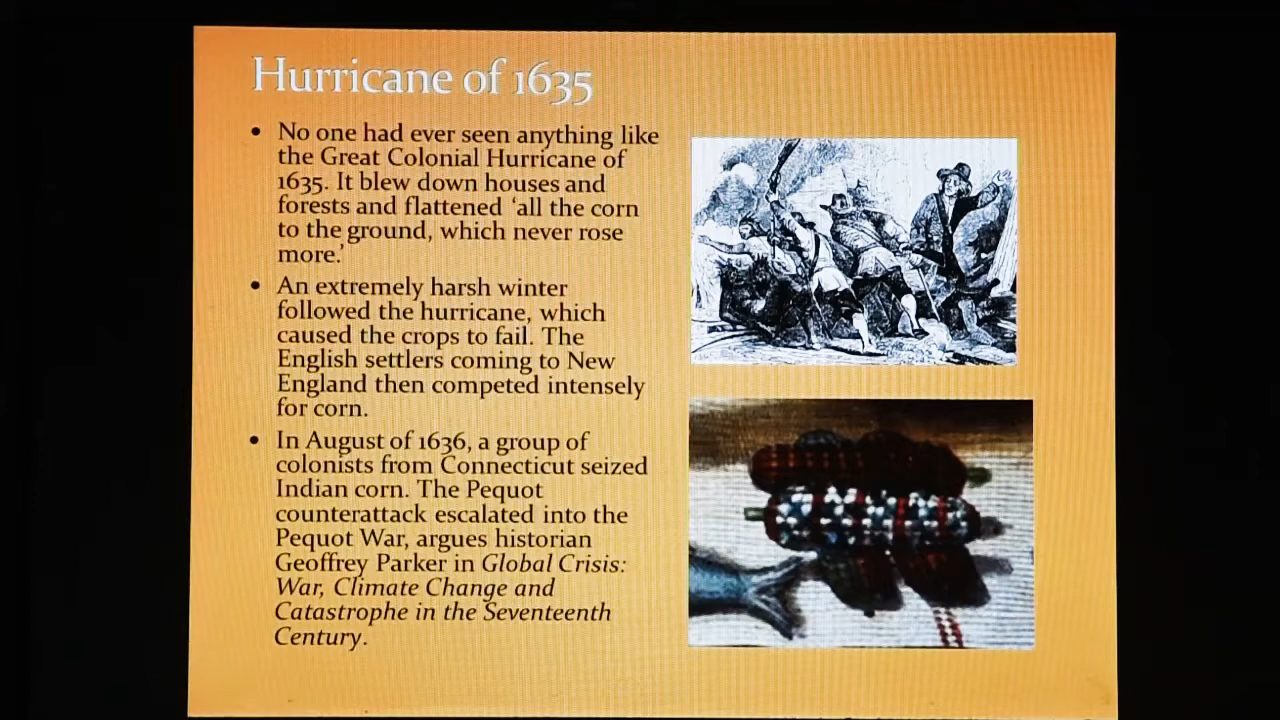 Hurricane of 1635
• No one had ever seen anything like
the Great Colonial Hurricane of
1635. It blew down houses and
forests and flattened ‘all the corn
to the ground, which never rose
more.’
• An extremely harsh winter
followed the hurricane, which
caused the crops to fail. The
English settlers coming to New
England then competed intensely
for corn.
• In August of 1636, a group of
colonists from Connecticut seized
Indian corn. The Pequot
counterattack escalated into the
Pequot War, argues historian
Geoffrey Parker in Global Crisis:
War, Climate Change and
Catastrophe in the Seventeenth
Century.